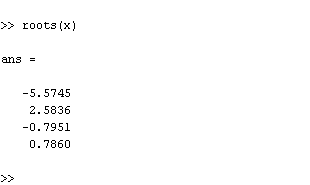 >> roots(x)
ans =
-5.5745
2.5836
-0.7951
0.7860
>>